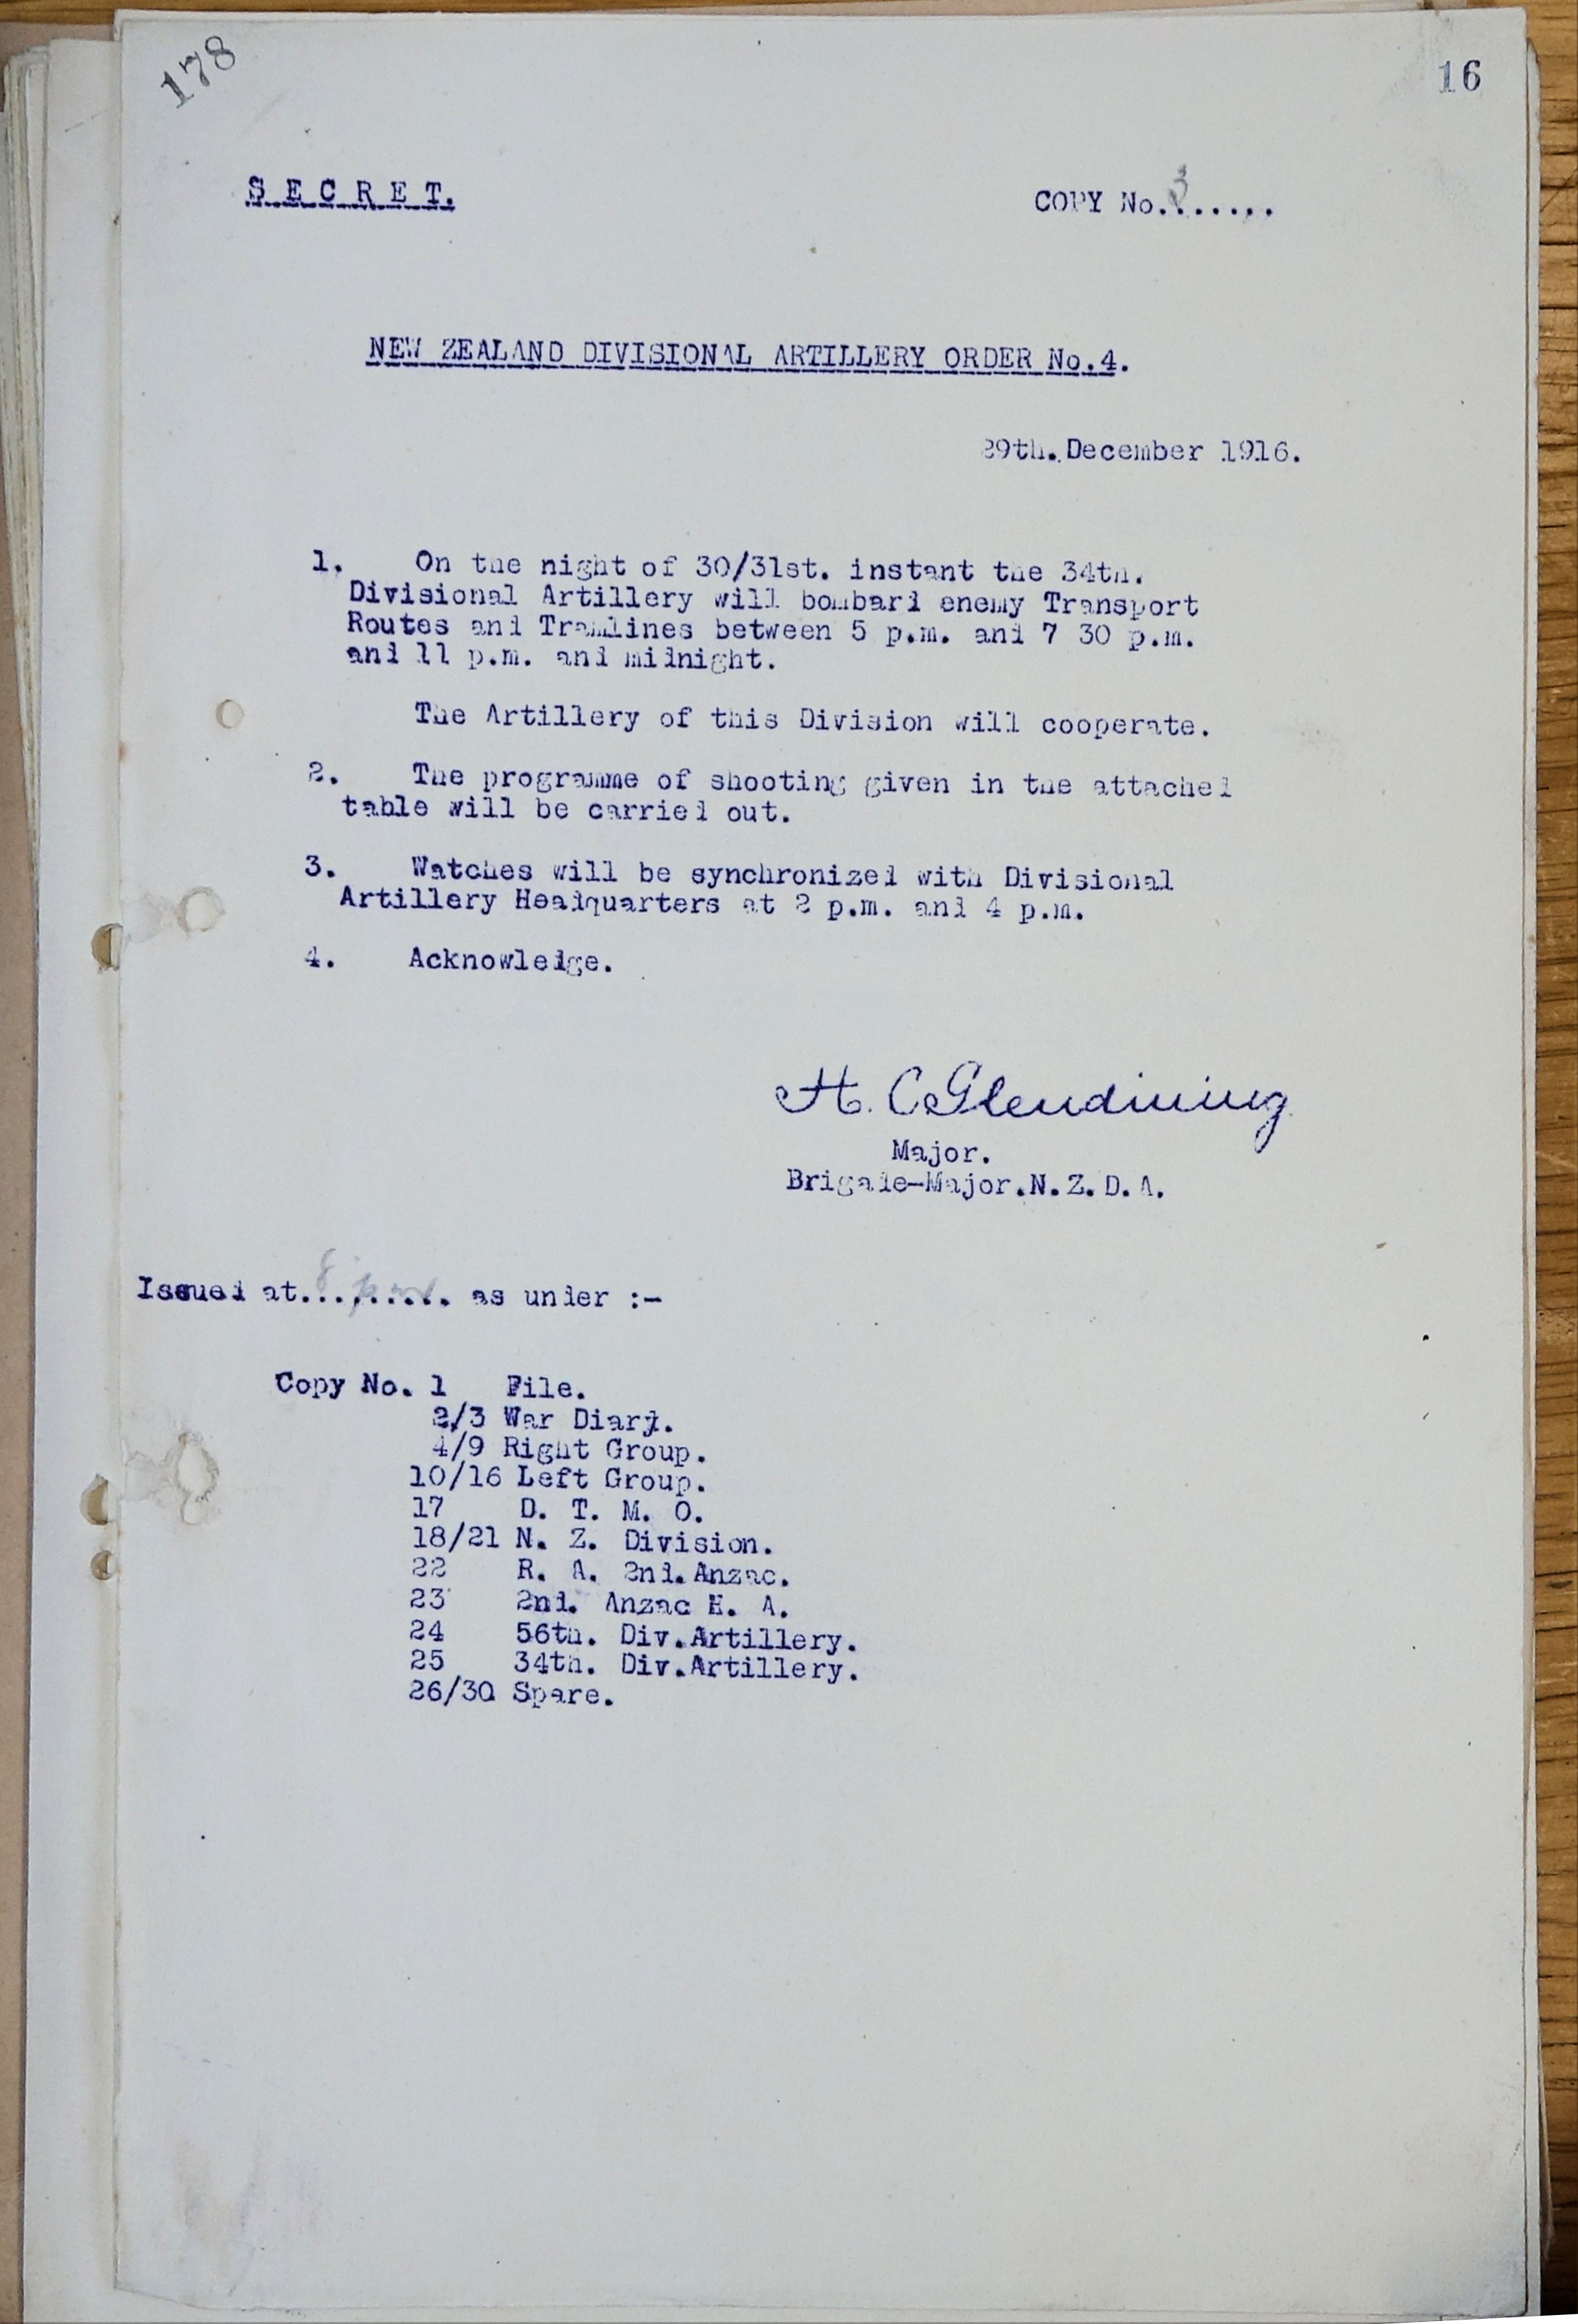 178
16
SECRET.
COPY No.3......
NEW ZEALAND DIVISIONAL ARTILLERY ORDER No.4.
29th. December 1916.
1. On the night of 30/31st. instant the 34th.
Divisional Artillery will bombard enemy Transport
Routes and Tramlines between 5 p.m. and 7 30 p.m.
and 11 p.m. and midnight.
The Artillery of this Division will cooperate.
2. The programme of shooting given in the attached
table will be carried out.
3. Watches will be synchronized with Divisional
Artillery Headquarters at 2 p.m. and 4 p.m.
4. Acknowledge.
H. C Glendining
Major.
Brigade-Major.N.Z.D.A.
Issued at 8 pm as under :-
Copy No. 1 File.
2/3 War Diary.
4/9 Right Group.
10/16 Left Group.
17 D. T. M. O.
18/21 N. Z. Division.
22 R. A. 2nd. Anzac.
23 2nd. Anzac H. A.
24 56th. Div.Artillery.
25 34th. Div.Artillery.
26/30 Spare.